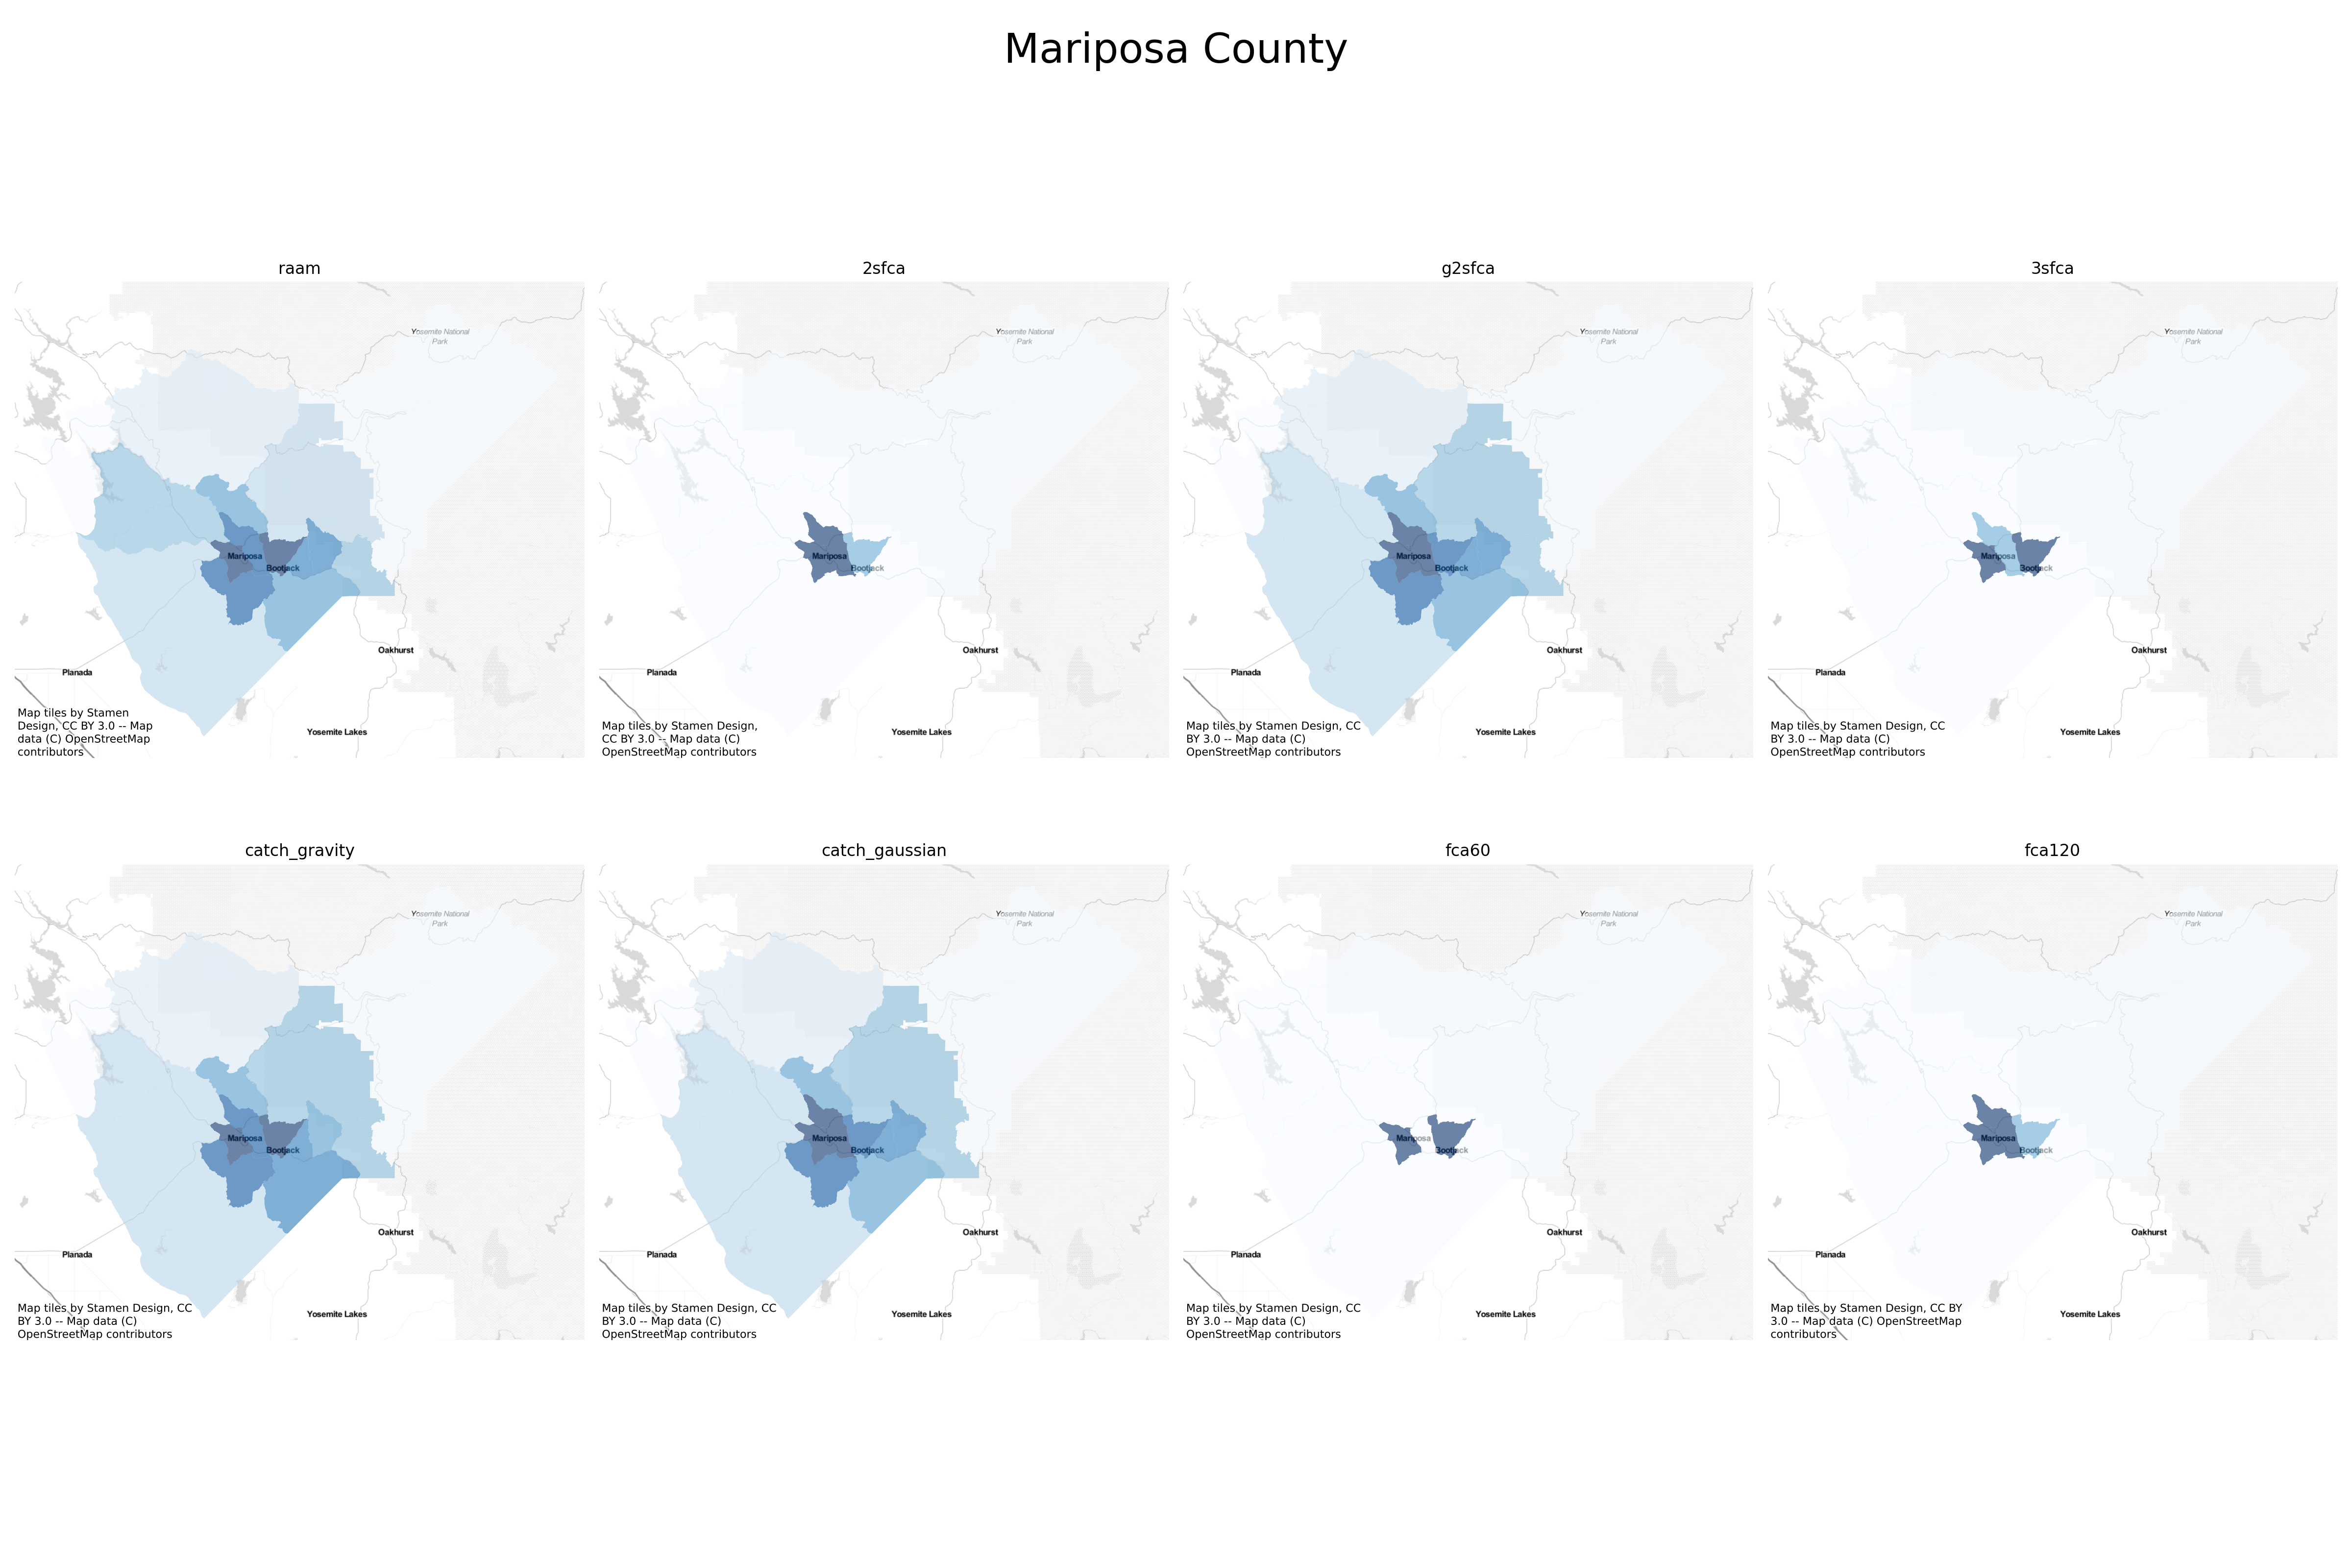 Mariposa County
raam
Yosemite National
Park
Mariposa
Bootjack
Oakhurst
Planada
Yosemite Lakes
Map tiles by Stamen
Design, CC BY 3.0 -- Map
data (C) OpenStreetMap
contributors
2sfca
Yosemite National
Park
Mariposa
Bootjack
Oakhurst
Planada
Yosemite Lakes
Map tiles by Stamen Design,
CC BY 3.0 -- Map data (C)
OpenStreetMap contributors
g2sfca
Yosemite National
Park
Mariposa
Bootjack
Oakhurst
Planada
Yosemite Lakes
Map tiles by Stamen Design, CC
BY 3.0 -- Map data (C)
OpenStreetMap contributors
3sfca
Yosemite National
Park
Mariposa
Bootjack
Oakhurst
Planada
Yosemite Lakes
Map tiles by Stamen Design, CC
BY 3.0 -- Map data (C)
OpenStreetMap contributors
catch_gravity
Yosemite National
Park
Mariposa
Bootjack
Oakhurst
Planada
Yosemite Lakes
Map tiles by Stamen Design, CC
BY 3.0 -- Map data (C)
OpenStreetMap contributors
catch_gaussian
Yosemite National
Park
Mariposa
Bootjack
Oakhurst
Planada
Yosemite Lakes
Map tiles by Stamen Design, CC
BY 3.0 -- Map data (C)
OpenStreetMap contributors
fca60
Yosemite National
Park
Mariposa
Bootjack
Oakhurst
Planada
Yosemite Lakes
Map tiles by Stamen Design, CC
BY 3.0 -- Map data (C)
OpenStreetMap contributors
fca120
Yosemite National
Park
Mariposa
Bootjack
Oakhurst
Planada
Yosemite Lakes
Map tiles by Stamen Design, CC BY
3.0 -- Map data (C) OpenStreetMap
contributors